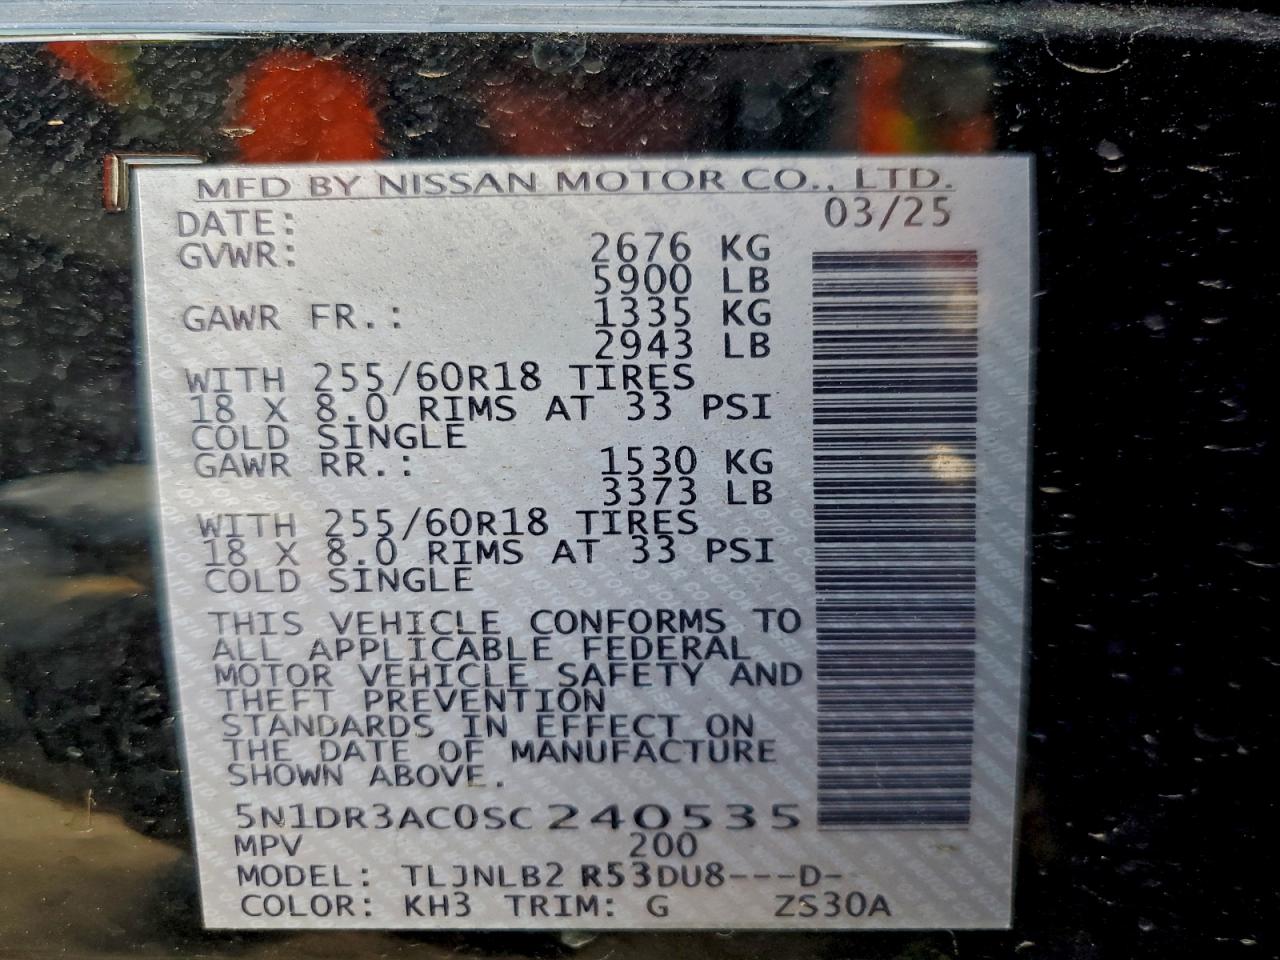 MFD BY NISSAN MOTOR CO., LTD.
DATE: 03/25
GVWR: 2676 KG
5900 LB
GAWR FR.: 1335 KG
2943 LB
WITH 255/60R18 TIRES
18 X 8.0 RIMS AT 33 PSI
COLD SINGLE
GAWR RR.: 1530 KG
3373 LB
WITH 255/60R18 TIRES
18 X 8.0 RIMS AT 33 PSI
COLD SINGLE
THIS VEHICLE CONFORMS TO
ALL APPLICABLE FEDERAL
MOTOR VEHICLE SAFETY AND
THEFT PREVENTION
STANDARDS IN EFFECT ON
THE DATE OF MANUFACTURE
SHOWN ABOVE.
5N1DR3AC0SC240535
MPV 200
MODEL: TLJNLB2 R53DU8---D-
COLOR: KH3 TRIM: G ZS30A